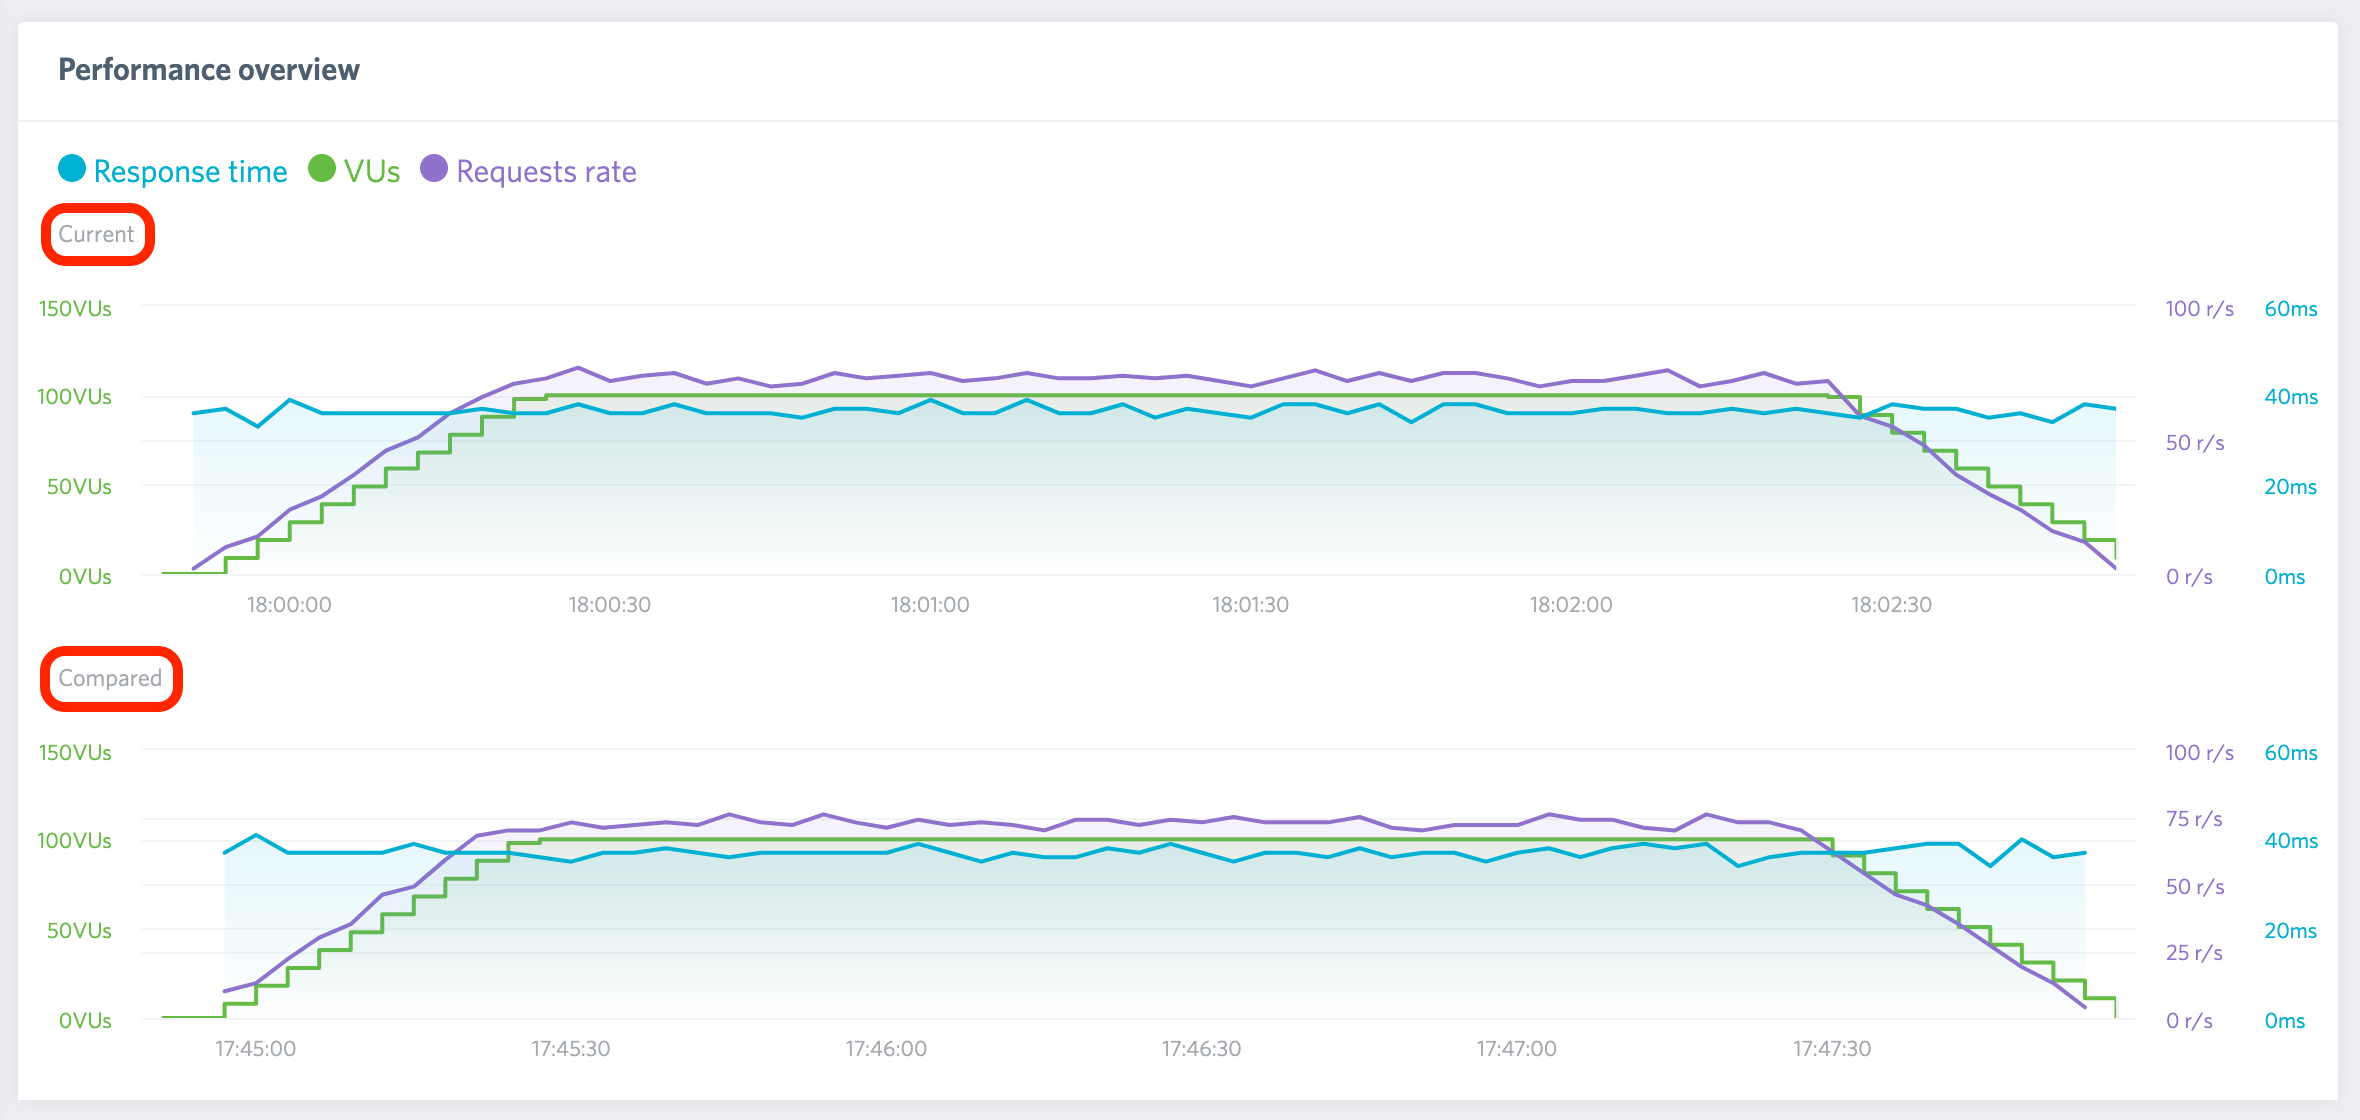 Performance overview
Response time VUs Requests rate
Current
150VUs 100 r/s 60ms
100VUs 40ms
50 r/s
50VUs 20ms
0VUs 0 r/s 0ms
18:00:00 18:00:30 18:01:00 18:01:30 18:02:00 18:02:30
Compared
150VUs 100 r/s 60ms
75 r/s
100VUs 40ms
50 r/s
50VUs 20ms
25 r/s
0VUs 0 r/s 0ms
17:45:00 17:45:30 17:46:00 17:46:30 17:47:00 17:47:30